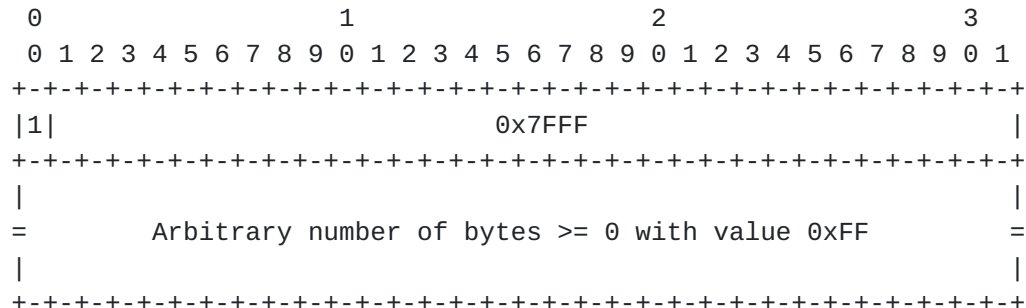 0                   1                   2                   3
 0 1 2 3 4 5 6 7 8 9 0 1 2 3 4 5 6 7 8 9 0 1 2 3 4 5 6 7 8 9 0 1
+-+-+-+-+-+-+-+-+-+-+-+-+-+-+-+-+-+-+-+-+-+-+-+-+-+-+-+-+-+-+-+-+
|1|                            0x7FFF                           |
+-+-+-+-+-+-+-+-+-+-+-+-+-+-+-+-+-+-+-+-+-+-+-+-+-+-+-+-+-+-+-+-+
|                                                               |
=        Arbitrary number of bytes >= 0 with value 0xFF         =
|                                                               |
+-+-+-+-+-+-+-+-+-+-+-+-+-+-+-+-+-+-+-+-+-+-+-+-+-+-+-+-+-+-+-+-+